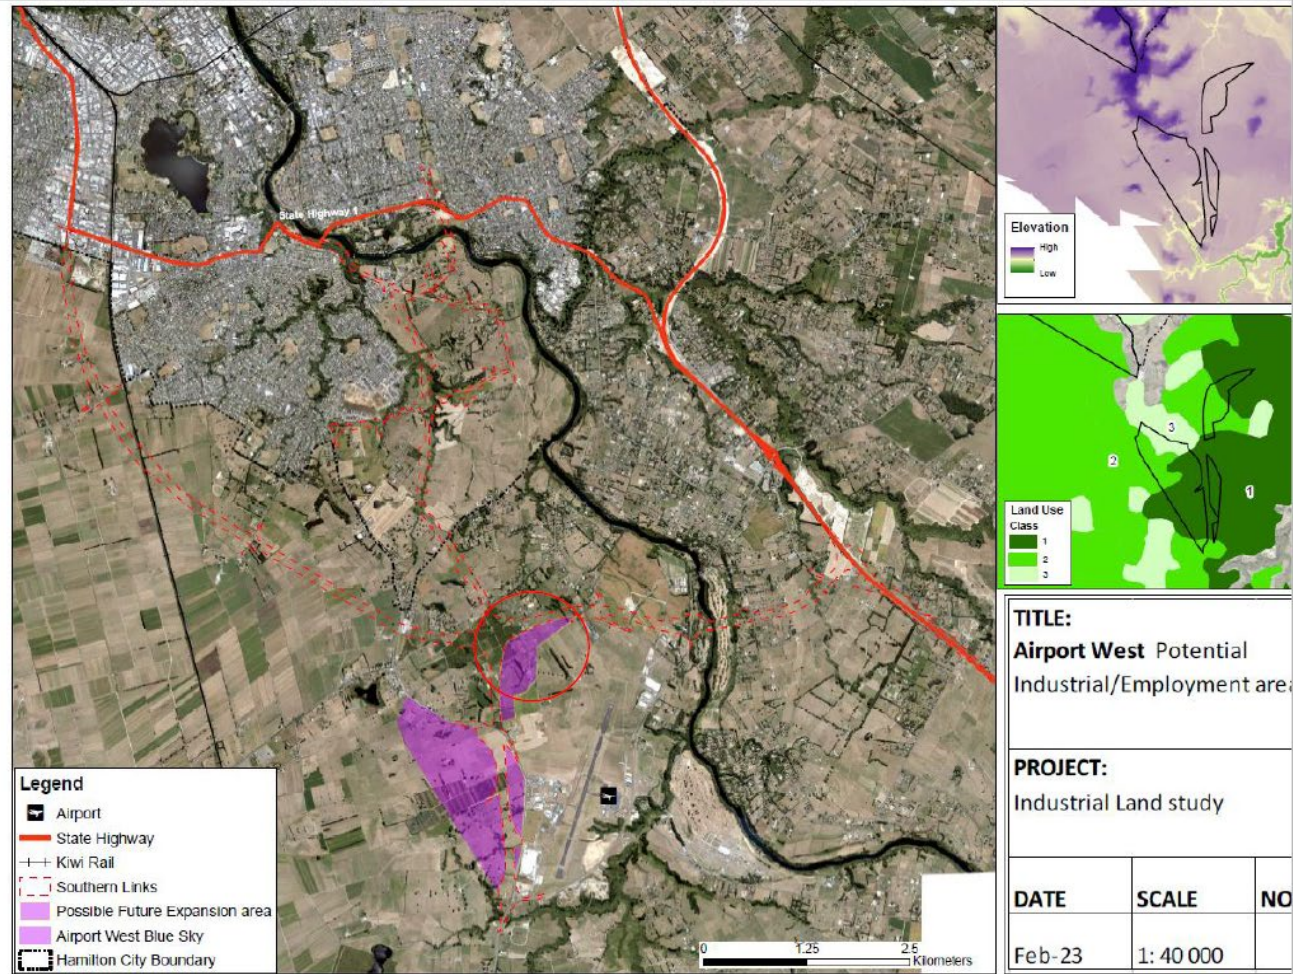 State Highway 1
Legend
Airport
State Highway
Kiwi Rail
Southern Links
Possible Future Expansion area
Airport West Blue Sky
Hamilton City Boundary
0 1.25 2.5
Kilometers
Elevation
High
Low
3
2
1
Land Use
Class
1
2
3
TITLE:
Airport West Potential
Industrial/Employment area
PROJECT:
Industrial Land study
DATE SCALE NO
Feb-23 1: 40 000